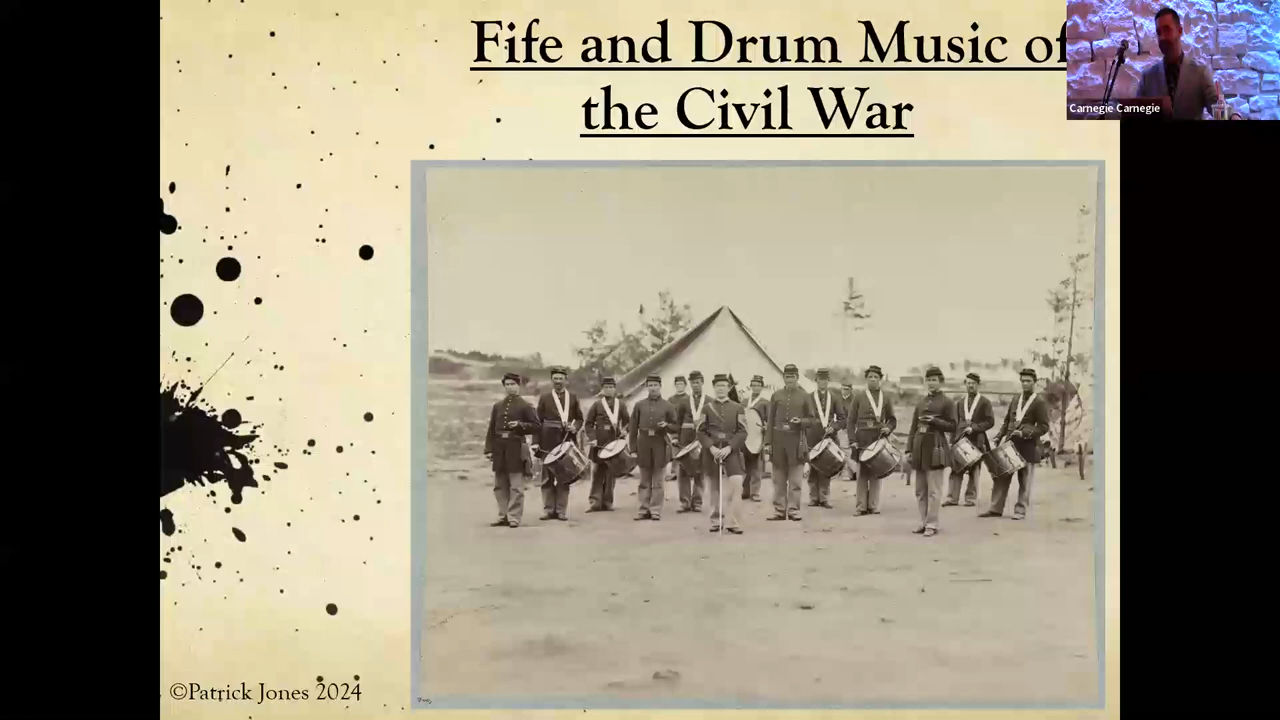 Fife and Drum Music of
the Civil War
Carnegie Carnegie
©Patrick Jones 2024